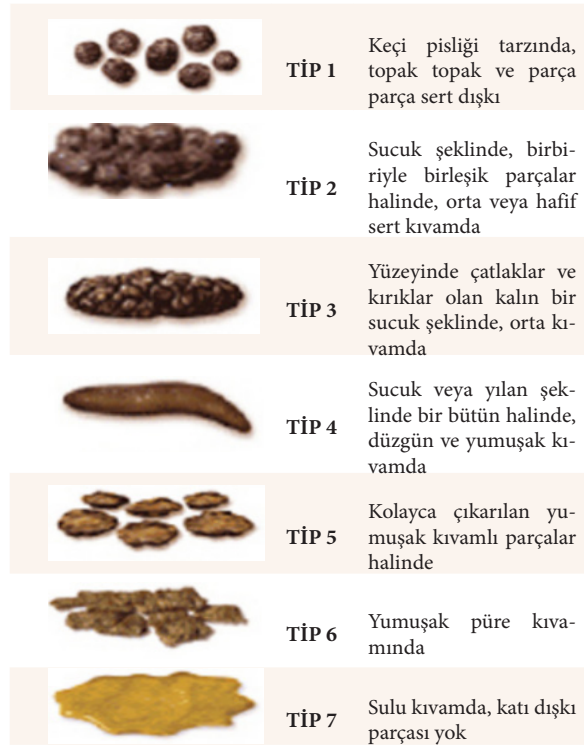 TİP 1
Keçi pisliği tarzında,
topak topak ve parça
parça sert dışkı
TİP 2
Sucuk şeklinde, birbi-
riyle birleşik parçalar
halinde, orta veya hafif
sert kıvamda
TİP 3
Yüzeyinde çatlaklar ve
kırıklar olan kalın bir
sucuk şeklinde, orta kı-
vamda
TİP 4
Sucuk veya yılan şek-
linde bir bütün halinde,
düzgün ve yumuşak kı-
vamda
TİP 5
Kolayca çıkarılan yu-
muşak kıvamlı parçalar
halinde
TİP 6
Yumuşak püre kıva-
mında
TİP 7
Sulu kıvamda, katı dışkı
parçası yok